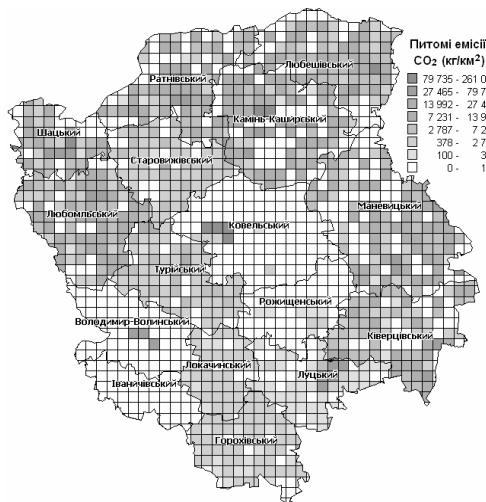 Питомі емісії
CO₂ (кг/км²)
79 735 - 261 0
27 465 - 79 7
13 992 - 27 4
7 231 - 13 9
2 787 - 7 2
378 - 2 7
100 - 3
0 - 1
Любешівський
Ратнівський
Камінь-Каширський
Шацький
Старовижівський
Маневицький
Любомльський
Ковельський
Турійський
Рожищенський
Володимир-Волинський
Ківерцівський
Локачинський
Луцький
Іваничівський
Горохівський